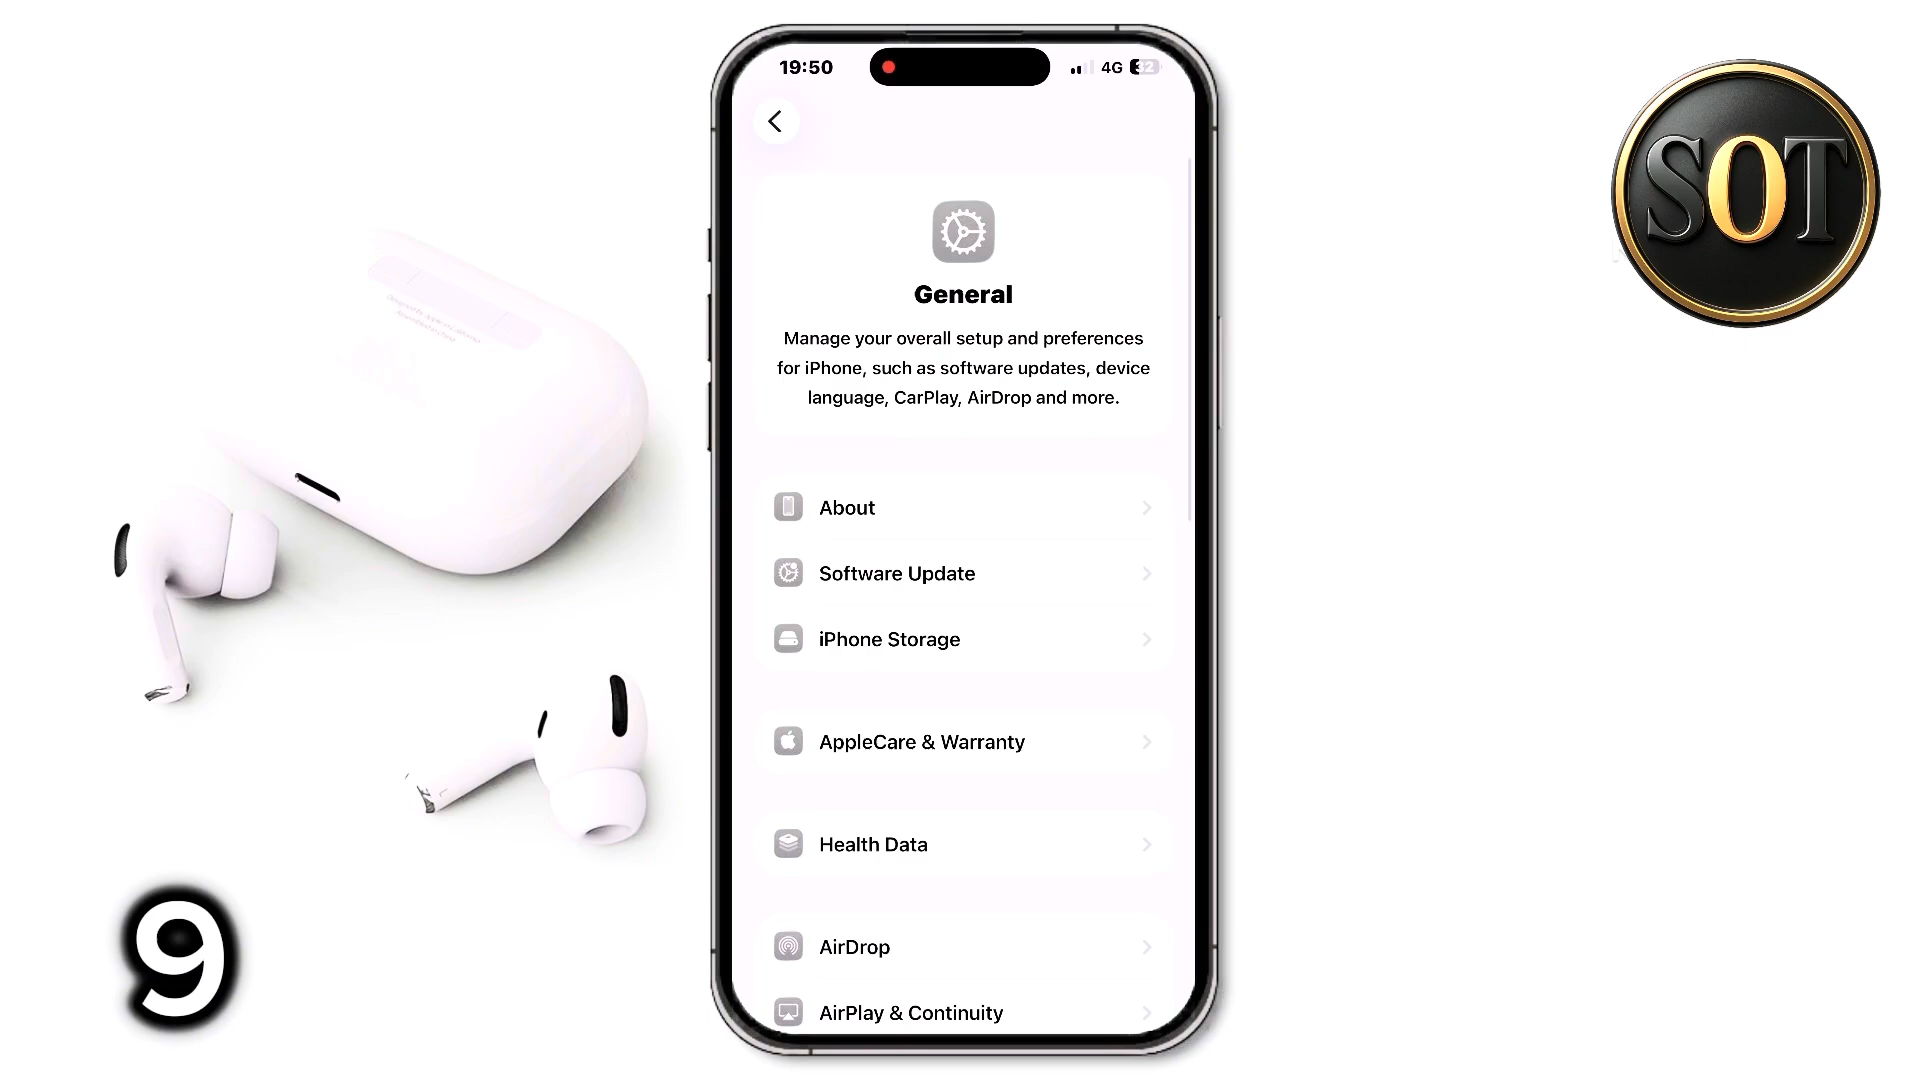 19:50
4G
32
SOT
General
Manage your overall setup and preferences
for iPhone, such as software updates, device
language, CarPlay, AirDrop and more.
About
Software Update
iPhone Storage
AppleCare & Warranty
Health Data
AirDrop
AirPlay & Continuity
9